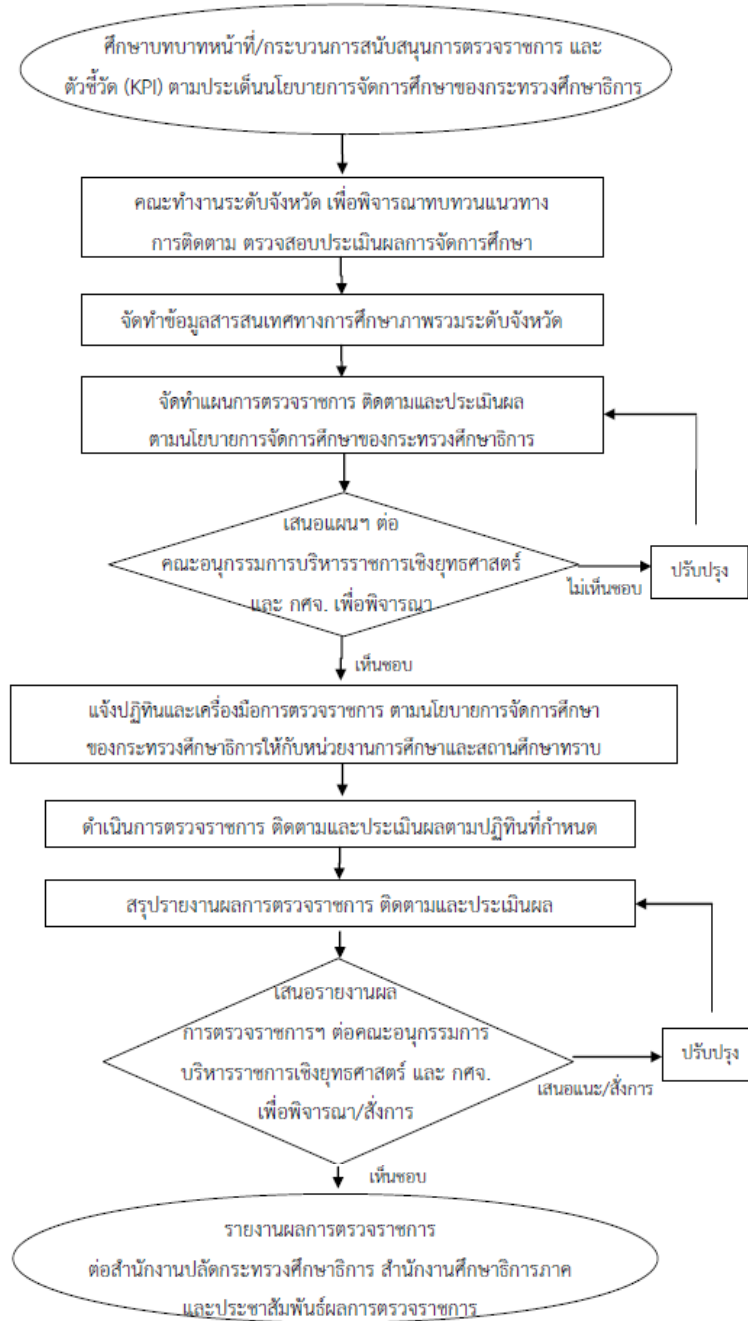 ศึกษาบทบาทหน้าที่/กระบวนการสนับสนุนการตรวจราชการ และ
ตัวชี้วัด (KPI) ตามประเด็นนโยบายการจัดการศึกษาของกระทรวงศึกษาธิการ
คณะทำงานระดับจังหวัด เพื่อพิจารณาทบทวนแนวทาง
การติดตาม ตรวจสอบประเมินผลการจัดการศึกษา
จัดทำข้อมูลสารสนเทศทางการศึกษาภาพรวมระดับจังหวัด
จัดทำแผนการตรวจราชการ ติดตามและประเมินผล
ตามนโยบายการจัดการศึกษาของกระทรวงศึกษาธิการ
เสนอแผนฯ ต่อ
คณะอนุกรรมการบริหารราชการเชิงยุทธศาสตร์
และ กศจ. เพื่อพิจารณา
ไม่เห็นชอบ
ปรับปรุง
เห็นชอบ
แจ้งปฏิทินและเครื่องมือการตรวจราชการ ตามนโยบายการจัดการศึกษา
ของกระทรวงศึกษาธิการให้กับหน่วยงานการศึกษาและสถานศึกษาทราบ
ดำเนินการตรวจราชการ ติดตามและประเมินผลตามปฏิทินที่กำหนด
สรุปรายงานผลการตรวจราชการ ติดตามและประเมินผล
เสนอรายงานผล
การตรวจราชการฯ ต่อคณะอนุกรรมการ
บริหารราชการเชิงยุทธศาสตร์ และ กศจ.
เพื่อพิจารณา/สั่งการ
เสนอแนะ/สั่งการ
ปรับปรุง
เห็นชอบ
รายงานผลการตรวจราชการ
ต่อสำนักงานปลัดกระทรวงศึกษาธิการ สำนักงานศึกษาธิการภาค
และประชาสัมพันธ์ผลการตรวจราชการ